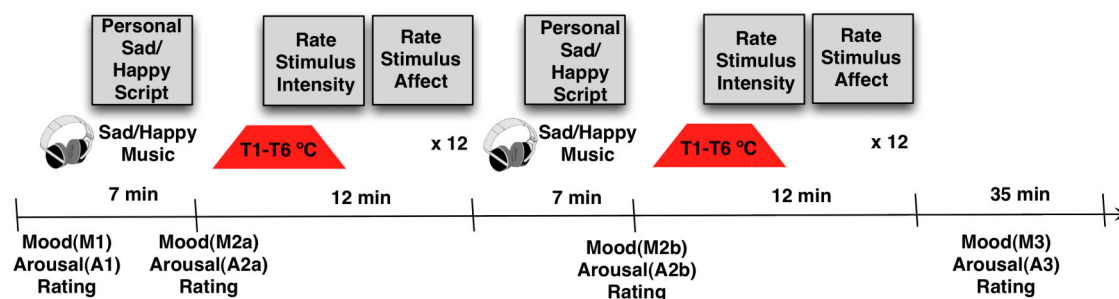 Personal
Sad/
Happy
Script
Rate
Stimulus
Intensity
Rate
Stimulus
Affect
Personal
Sad/
Happy
Script
Rate
Stimulus
Intensity
Rate
Stimulus
Affect
Sad/Happy
Music
T1-T6 ºC
x 12
Sad/Happy
Music
T1-T6 ºC
x 12
7 min
12 min
7 min
12 min
35 min
Mood(M1)
Arousal(A1)
Rating
Mood(M2a)
Arousal(A2a)
Rating
Mood(M2b)
Arousal(A2b)
Rating
Mood(M3)
Arousal(A3)
Rating